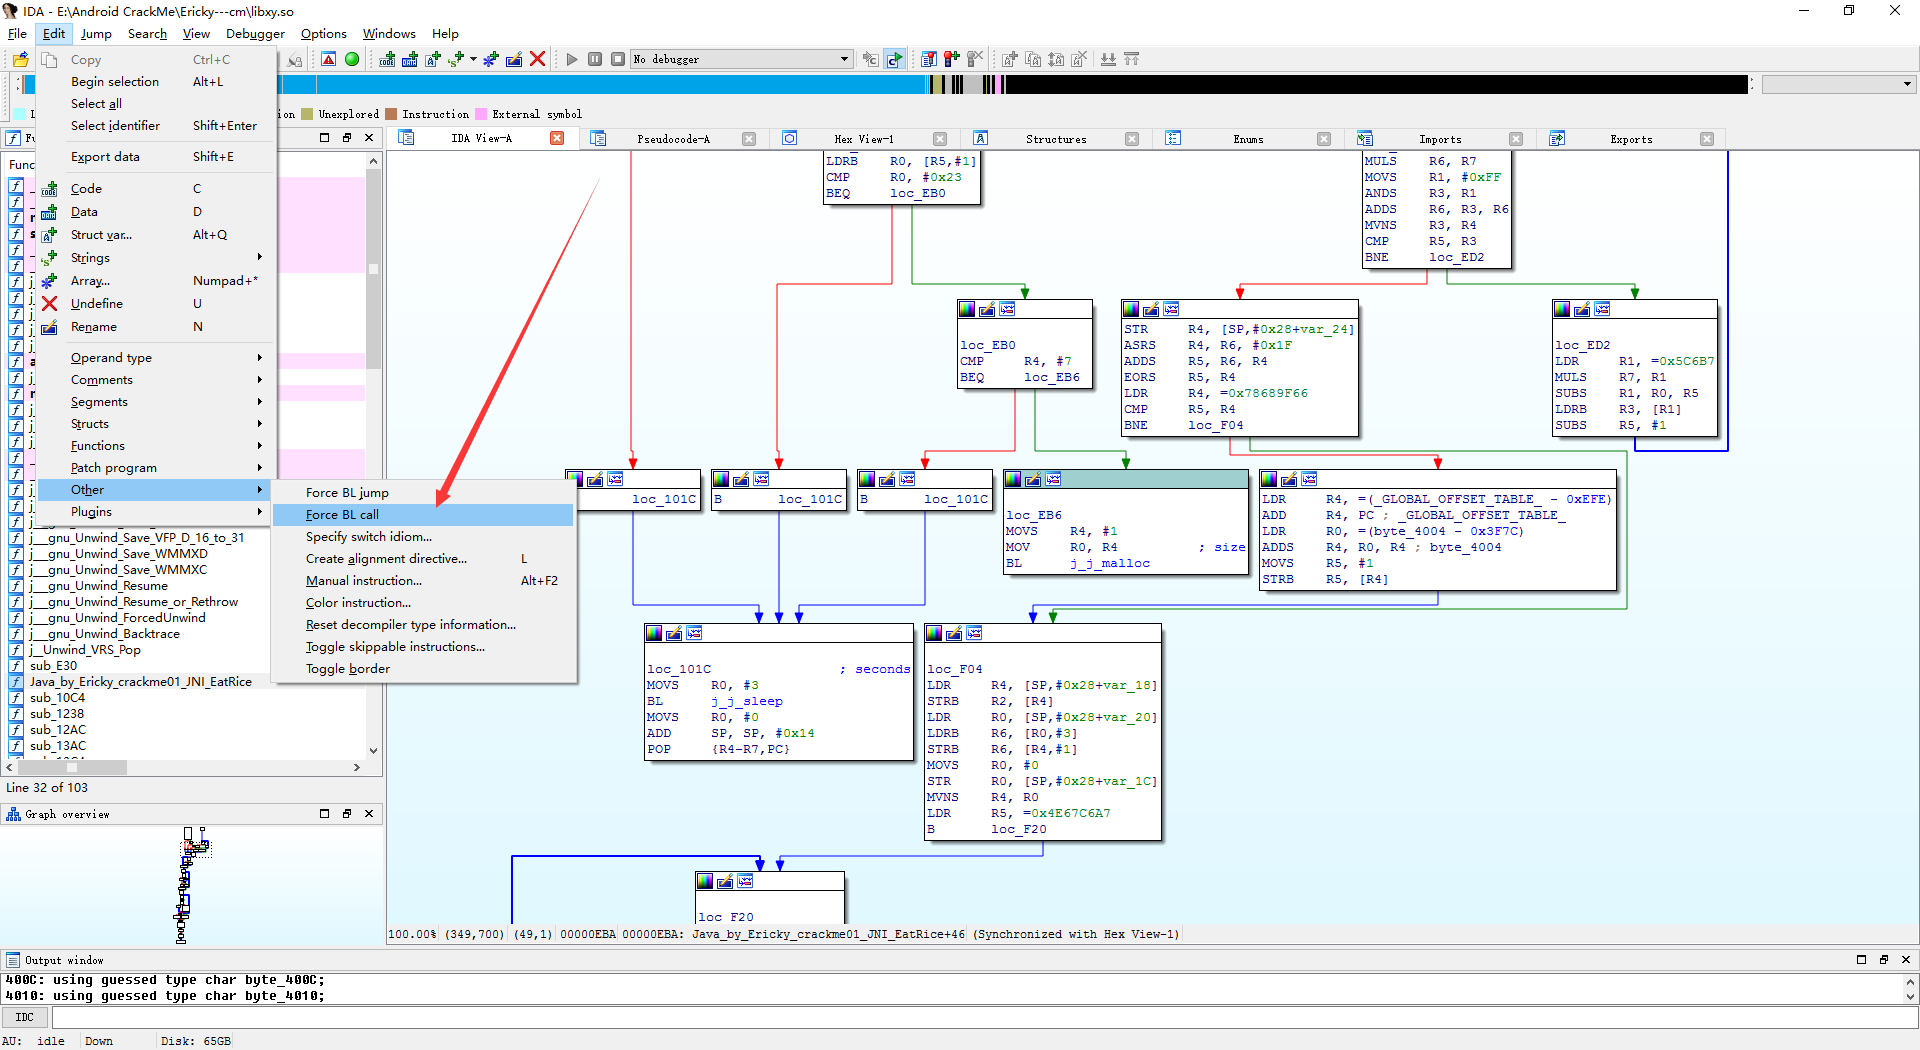 IDA - E:\Android CrackMe\Ericky---cm\libxy.so
File Edit Jump Search View Debugger Options Windows Help
No debugger
Copy Ctrl+C
Begin selection Alt+L
Select all
Select identifier Shift+Enter
Export data Shift+E
Code C
Data D
Struct var... Alt+Q
Strings
Array... Numpad+*
Undefine U
Rename N
Operand type
Comments
Segments
Structs
Functions
Patch program
Other
Plugins
Force BL jump
Force BL call
Specify switch idiom...
Create alignment directive... L
Manual instruction... Alt+F2
Color instruction...
Reset decompiler type information...
Toggle skippable instructions...
Toggle border
Unexplored Instruction External symbol
IDA View-A Pseudocode-A Hex View-1 Structures Enums Imports Exports
j___gnu_Unwind_Save_VFP_D_16_to_31
j___gnu_Unwind_Save_WMMXD
j___gnu_Unwind_Save_WMMXC
j___gnu_Unwind_Resume
j___gnu_Unwind_Resume_or_Rethrow
j___gnu_Unwind_ForcedUnwind
j___gnu_Unwind_Backtrace
j__Unwind_VRS_Pop
sub_E30
Java_by_Ericky_crackme01_JNI_EatRice
sub_10C4
sub_1238
sub_12AC
sub_13AC
Line 32 of 103
Graph overview
LDRB R0, [R5,#1]
CMP R0, #0x23
BEQ loc_EB0
MULS R6, R7
MOVS R1, #0xFF
ANDS R3, R1
ADDS R6, R3, R6
MVNS R3, R4
CMP R5, R3
BNE loc_ED2
loc_EB0
CMP R4, #7
BEQ loc_EB6
STR R4, [SP,#0x28+var_24]
ASRS R4, R6, #0x1F
ADDS R5, R6, R4
EORS R5, R4
LDR R4, =0x78689F66
CMP R5, R4
BNE loc_F04
loc_ED2
LDR R1, =0x5C6B7
MULS R7, R1
SUBS R1, R0, R5
LDRB R3, [R1]
SUBS R5, #1
loc_101C
B loc_101C
B loc_101C
loc_EB6
MOVS R4, #1
MOV R0, R4 ; size
BL j_j_malloc
LDR R4, =(_GLOBAL_OFFSET_TABLE_ - 0xEFE)
ADD R4, PC ; _GLOBAL_OFFSET_TABLE_
LDR R0, =(byte_4004 - 0x3F7C)
ADDS R4, R0, R4 ; byte_4004
MOVS R5, #1
STRB R5, [R4]
loc_101C ; seconds
MOVS R0, #3
BL j_j_sleep
MOVS R0, #0
ADD SP, SP, #0x14
POP {R4-R7,PC}
loc_F04
LDR R4, [SP,#0x28+var_18]
STRB R2, [R4]
LDR R0, [SP,#0x28+var_20]
LDRB R6, [R0,#3]
STRB R6, [R4,#1]
MOVS R0, #0
STR R0, [SP,#0x28+var_1C]
MVNS R4, R0
LDR R5, =0x4E67C6A7
B loc_F20
loc_F20
100.00% (349,700) (49,1) 00000EBA 00000EBA: Java_by_Ericky_crackme01_JNI_EatRice+46 (Synchronized with Hex View-1)
Output window
400C: using guessed type char byte_400C;
4010: using guessed type char byte_4010;
IDC
AU: idle Down Disk: 65GB